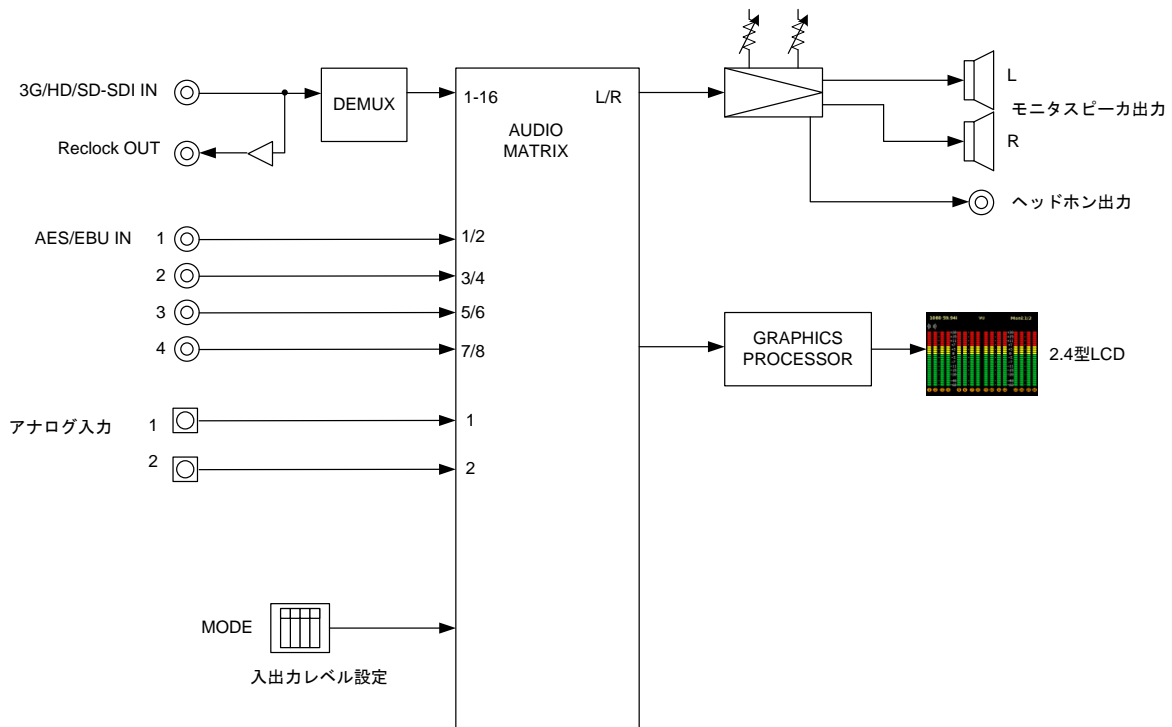 3G/HD/SD-SDI IN
DEMUX
1-16
L/R
AUDIO
MATRIX
L
モニタスピーカ出力
R
Reclock OUT
ヘッドホン出力
AES/EBU IN
1
1/2
2
3/4
3
5/6
4
7/8
GRAPHICS
PROCESSOR
2.4型LCD
アナログ入力
1
1
2
2
MODE
入出力レベル設定